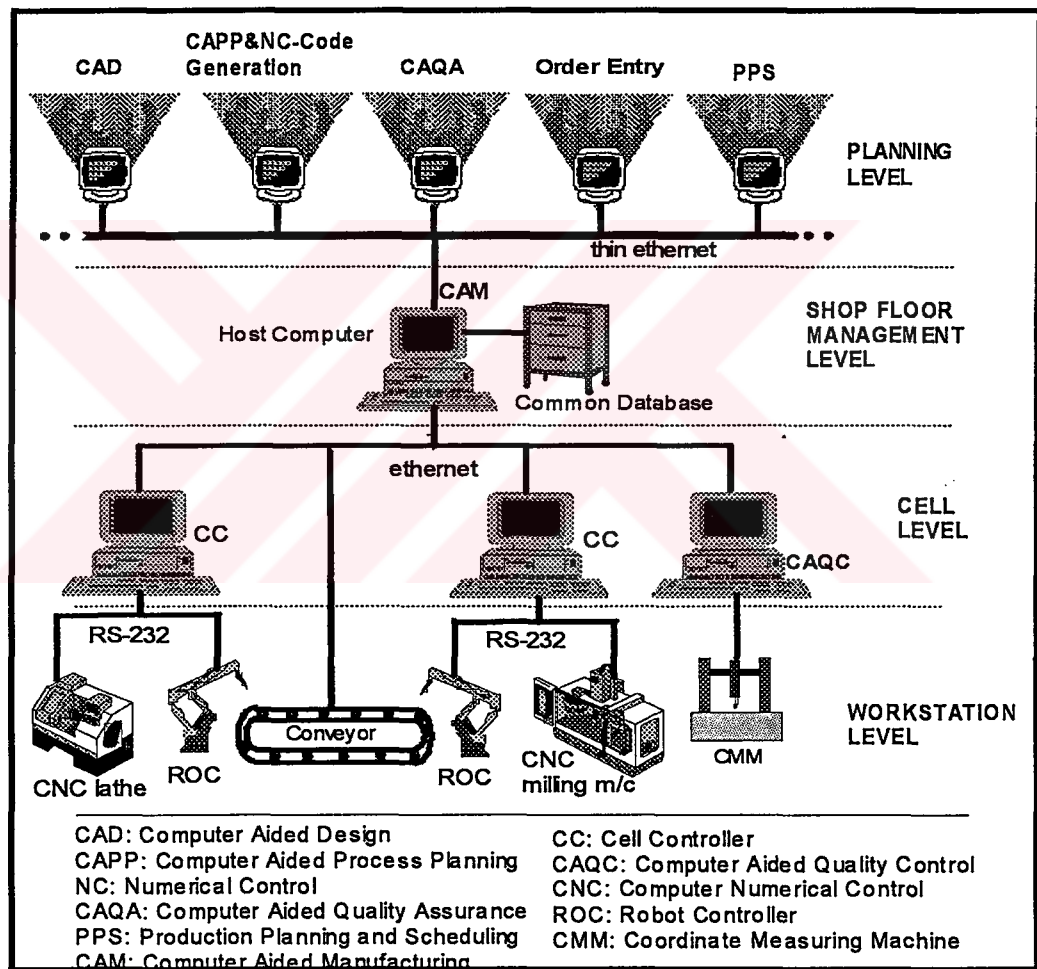 CAD
CAPP&NC-Code
Generation
CAQA
Order Entry
PPS
PLANNING
LEVEL
thin ethernet
CAM
Host Computer
SHOP FLOOR
MANAGEMENT
LEVEL
Common Database
ethernet
CC
CC
CAQC
CELL
LEVEL
RS-232
RS-232
Conveyor
WORKSTATION
LEVEL
CNC lathe
ROC
ROC
CNC
milling m/c
CMM
CAD: Computer Aided Design
CAPP: Computer Aided Process Planning
NC: Numerical Control
CAQA: Computer Aided Quality Assurance
PPS: Production Planning and Scheduling
CAM: Computer Aided Manufacturing
CC: Cell Controller
CAQC: Computer Aided Quality Control
CNC: Computer Numerical Control
ROC: Robot Controller
CMM: Coordinate Measuring Machine